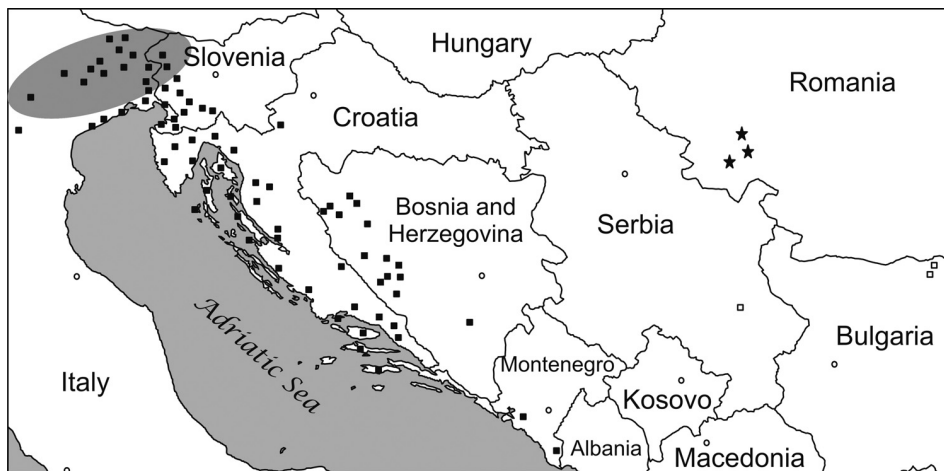 Hungary
Slovenia
Romania
Croatia
Bosnia and
Herzegovina
Serbia
Adriatic Sea
Bulgaria
Italy
Montenegro
Kosovo
Albania
Macedonia